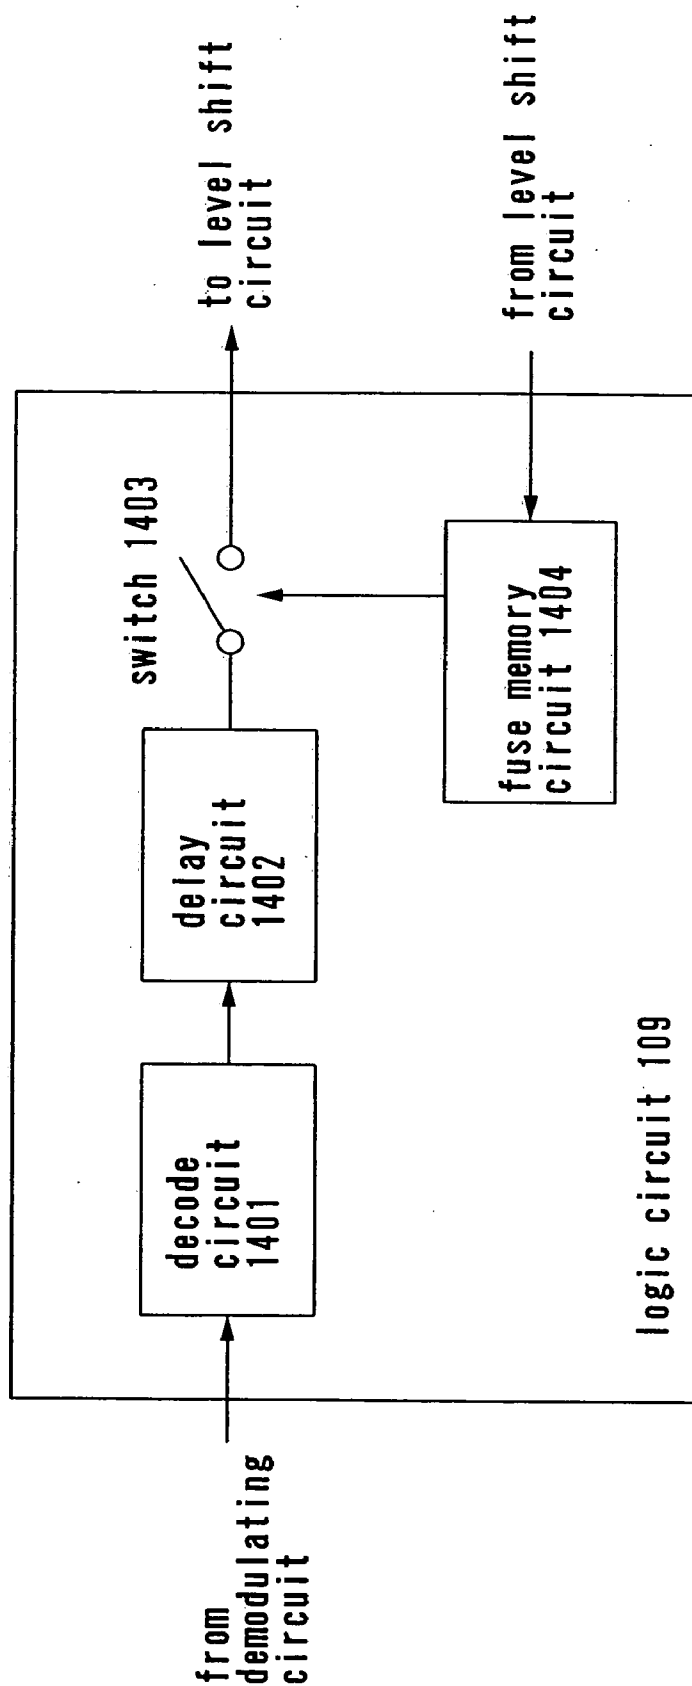 from
demodulating
circuit
decode
circuit
1401
delay
circuit
1402
switch 1403
to level shift
circuit
fuse memory
circuit 1404
from level shift
circuit
logic circuit 109